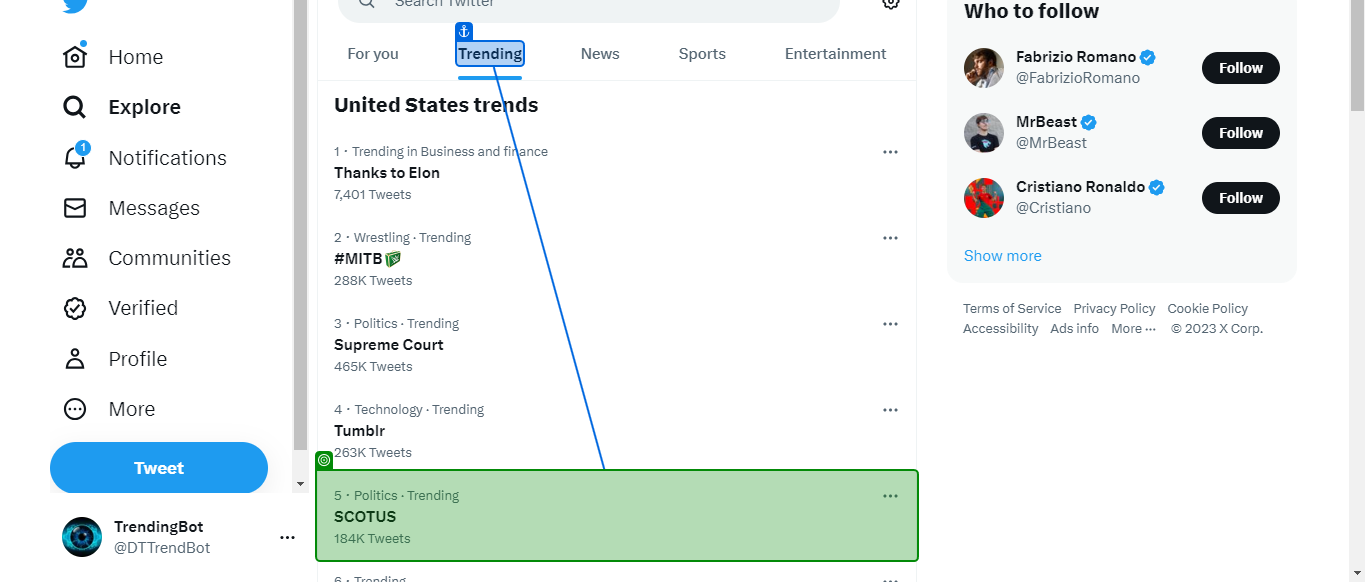 Search Twitter
Home
Explore
1
Notifications
Messages
Communities
Verified
Profile
More
Tweet
TrendingBot
@DTTrendBot
For you
Trending
News
Sports
Entertainment
United States trends
1 · Trending in Business and finance
Thanks to Elon
7,401 Tweets
2 · Wrestling · Trending
#MITB
288K Tweets
3 · Politics · Trending
Supreme Court
465K Tweets
4 · Technology · Trending
Tumblr
263K Tweets
5 · Politics · Trending
SCOTUS
184K Tweets
6 · Trending
Who to follow
Fabrizio Romano
@FabrizioRomano
Follow
MrBeast
@MrBeast
Follow
Cristiano Ronaldo
@Cristiano
Follow
Show more
Terms of Service Privacy Policy Cookie Policy
Accessibility Ads info More ··· © 2023 X Corp.